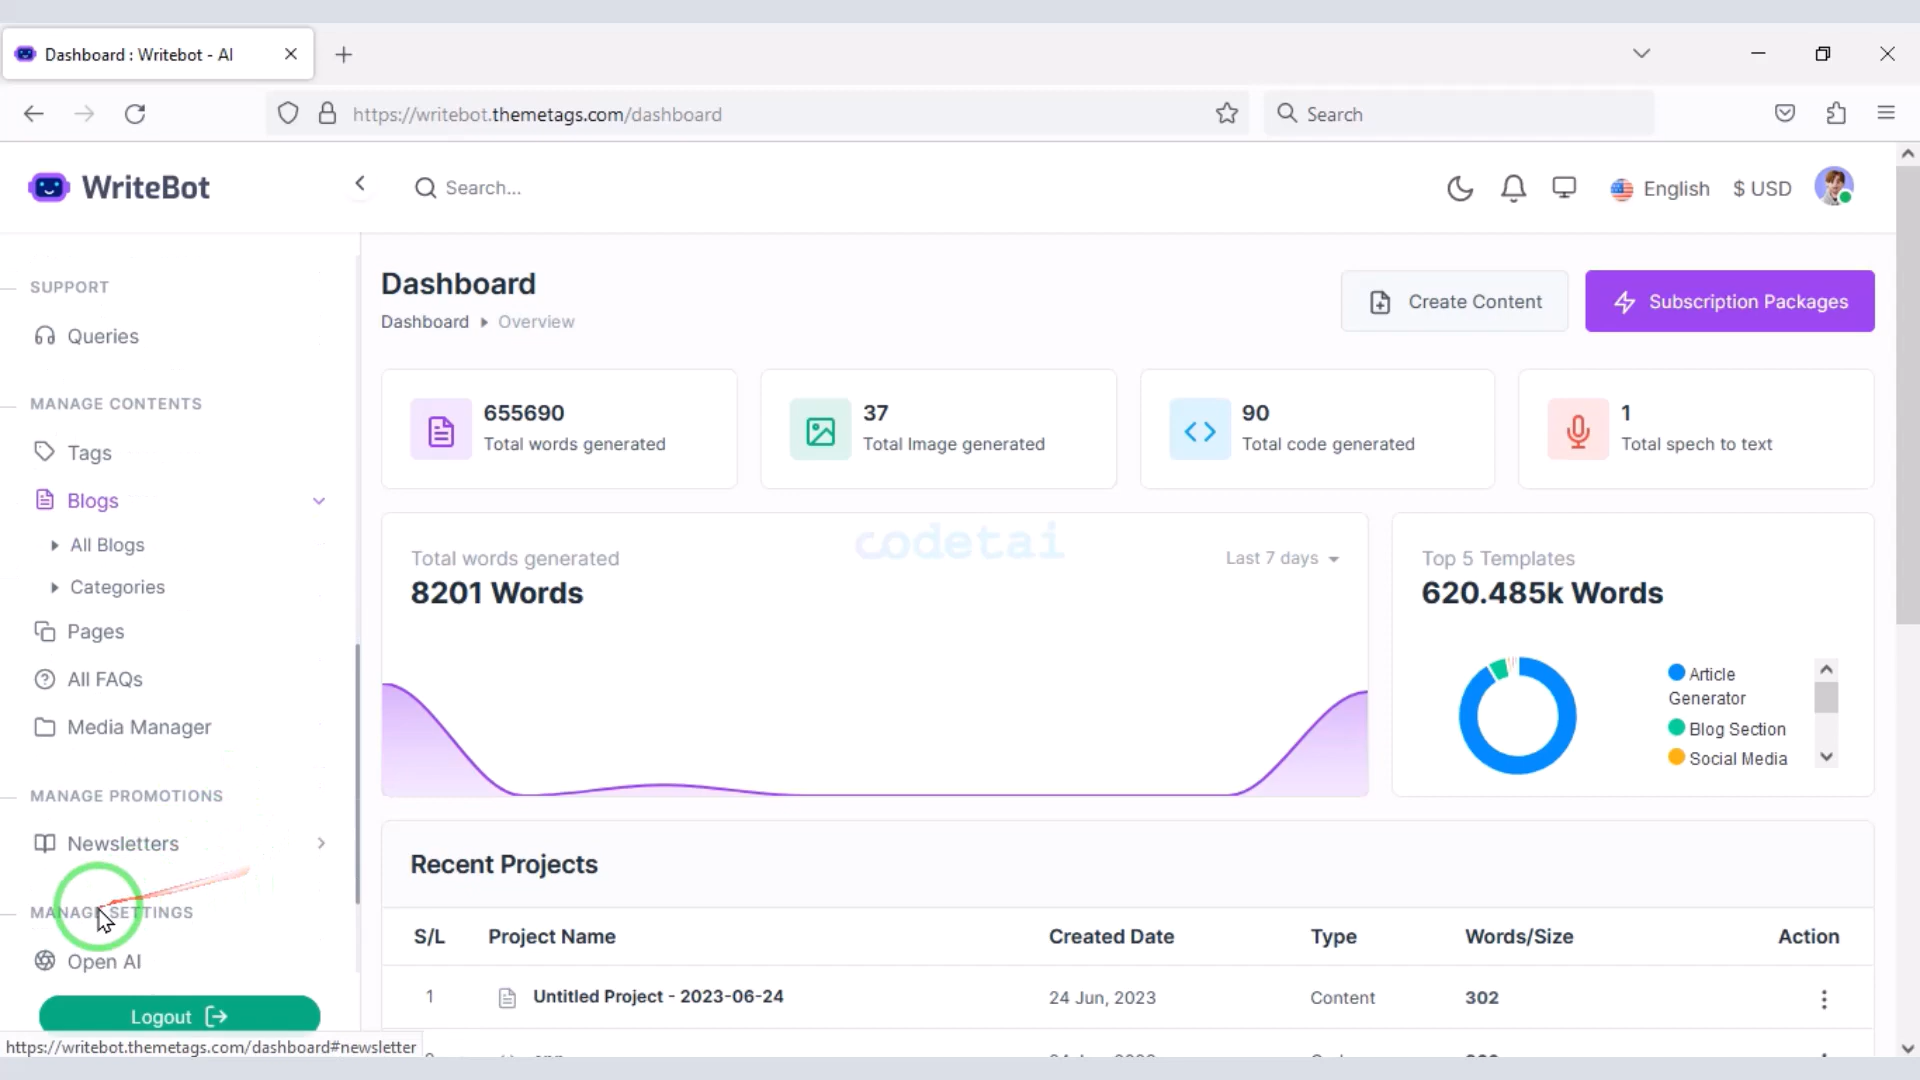 Dashboard : Writebot - AI
https://writebot.themetags.com/dashboard
Search
WriteBot
Search...
English
$ USD
SUPPORT
Queries
MANAGE CONTENTS
Tags
Blogs
All Blogs
Categories
Pages
All FAQs
Media Manager
MANAGE PROMOTIONS
Newsletters
MANAGE SETTINGS
Open AI
Logout
https://writebot.themetags.com/dashboard#newsletter
Dashboard
Dashboard Overview
Create Content
Subscription Packages
655690
Total words generated
37
Total Image generated
90
Total code generated
1
Total spech to text
codetai
Total words generated
8201 Words
Last 7 days
Top 5 Templates
620.485k Words
Article
Generator
Blog Section
Social Media
Recent Projects
S/L Project Name Created Date Type Words/Size Action
1 Untitled Project - 2023-06-24 24 Jun, 2023 Content 302